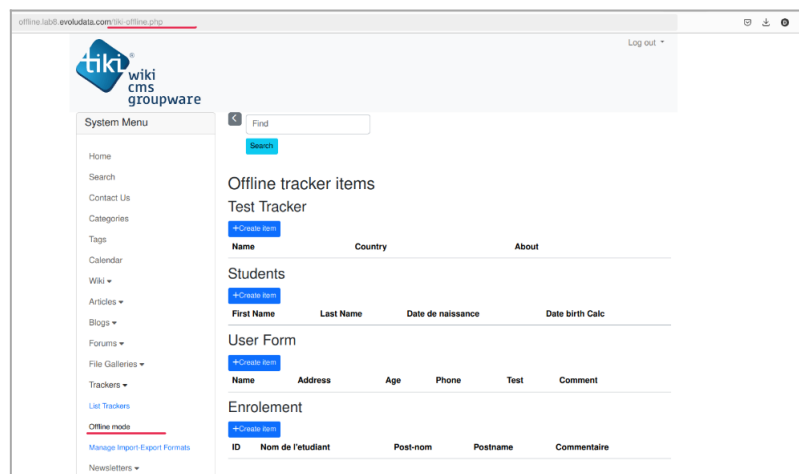 offline.lab8.evoludata.com/tiki-offline.php
Log out
tiki®
wiki
cms
groupware
System Menu
Home
Search
Contact Us
Categories
Tags
Calendar
Wiki
Articles
Blogs
Forums
File Galleries
Trackers
List Trackers
Offline mode
Manage Import-Export Formats
Newsletters
Find
Search
Offline tracker items
Test Tracker
+Create item
Name Country About
Students
+Create item
First Name Last Name Date de naissance Date birth Calc
User Form
+Create item
Name Address Age Phone Test Comment
Enrolement
+Create item
ID Nom de l'etudiant Post-nom Postname Commentaire